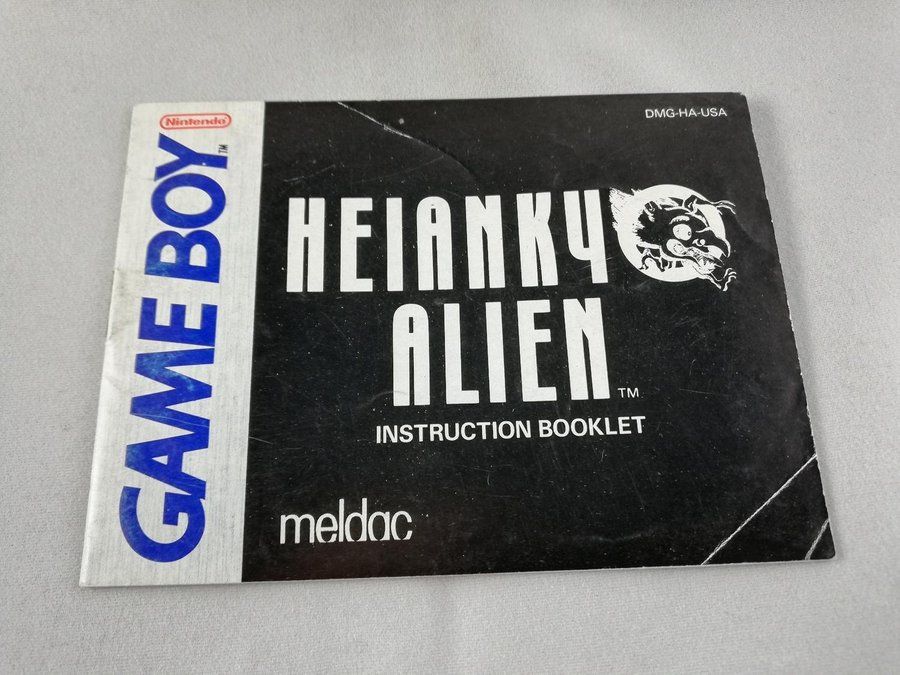 Nintendo
GAME BOY™
DMG-HA-USA
HEIANKYO
ALIEN™
INSTRUCTION BOOKLET
meldac